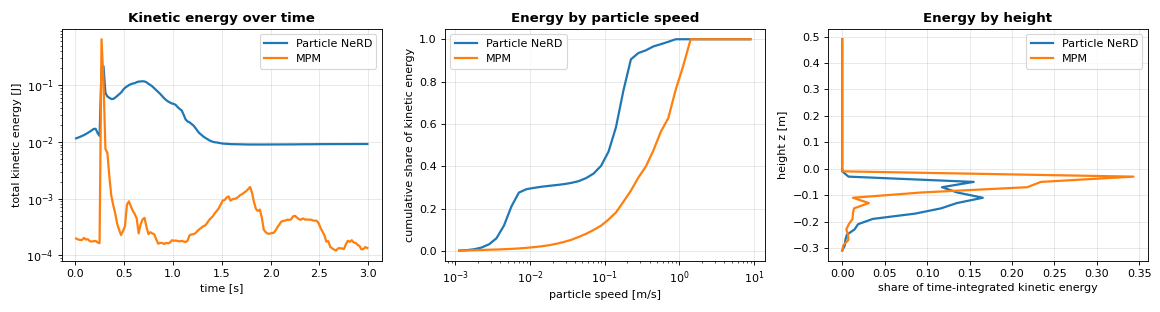 Kinetic energy over time
total kinetic energy [J]
10⁻¹
10⁻²
10⁻³
10⁻⁴
Particle NeRD
MPM
0.0 0.5 1.0 1.5 2.0 2.5 3.0
time [s]
Energy by particle speed
cumulative share of kinetic energy
1.0
0.8
0.6
0.4
0.2
0.0
Particle NeRD
MPM
10⁻³ 10⁻² 10⁻¹ 10⁰ 10¹
particle speed [m/s]
Energy by height
height z [m]
0.5
0.4
0.3
0.2
0.1
0.0
−0.1
−0.2
−0.3
Particle NeRD
MPM
0.00 0.05 0.10 0.15 0.20 0.25 0.30 0.35
share of time-integrated kinetic energy